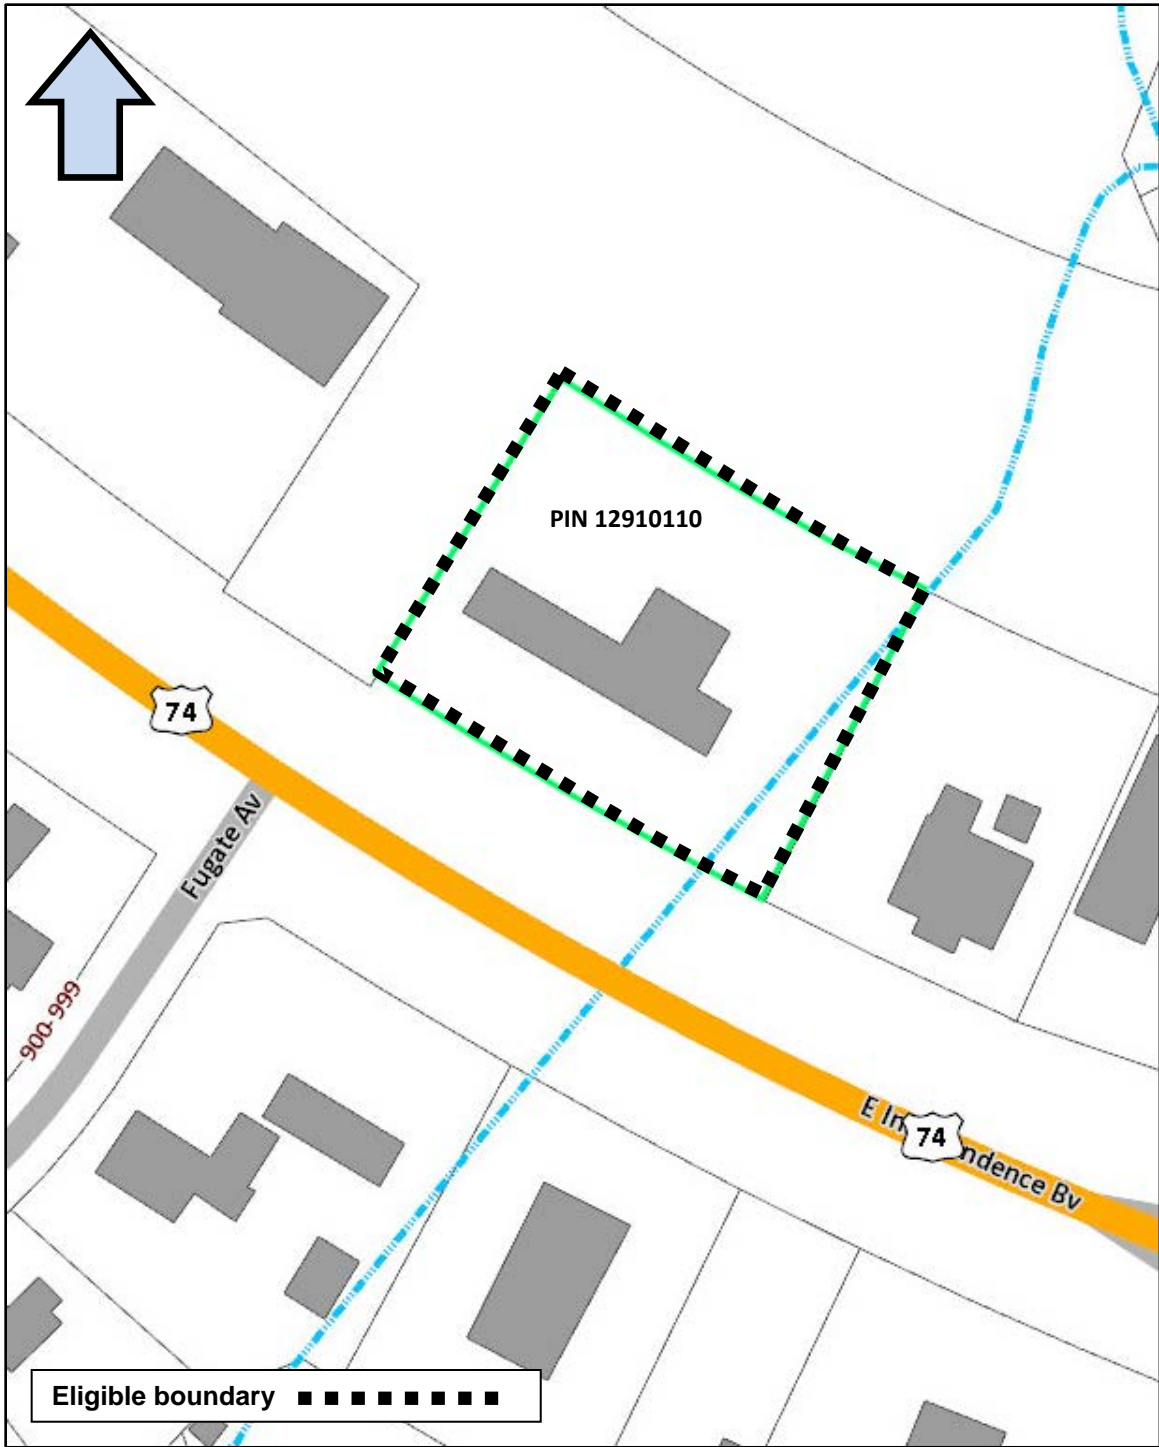 PIN 12910110
74
Fugate Av
900-999
E In
74
ndence Bv
Eligible boundary